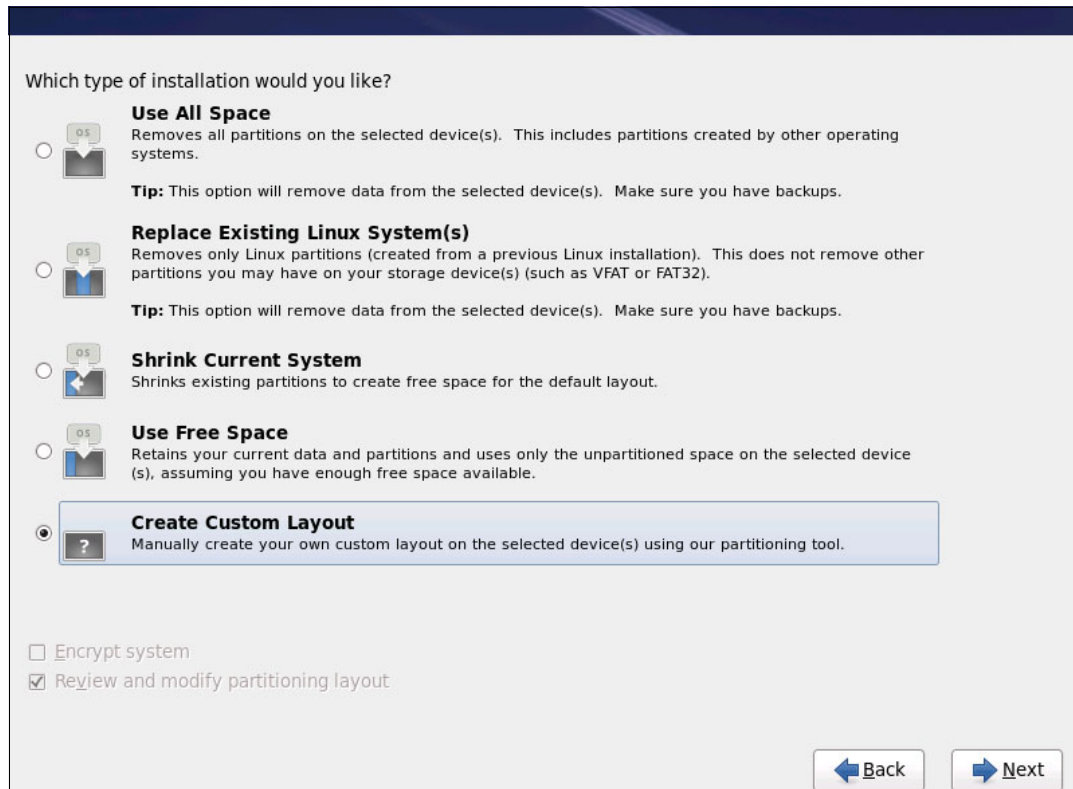 Which type of installation would you like?
Use All Space
Removes all partitions on the selected device(s). This includes partitions created by other operating
systems.
Tip: This option will remove data from the selected device(s). Make sure you have backups.
Replace Existing Linux System(s)
Removes only Linux partitions (created from a previous Linux installation). This does not remove other
partitions you may have on your storage device(s) (such as VFAT or FAT32).
Tip: This option will remove data from the selected device(s). Make sure you have backups.
Shrink Current System
Shrinks existing partitions to create free space for the default layout.
Use Free Space
Retains your current data and partitions and uses only the unpartitioned space on the selected device
(s), assuming you have enough free space available.
Create Custom Layout
Manually create your own custom layout on the selected device(s) using our partitioning tool.
OS
OS
OS
OS
?
Encrypt system
Review and modify partitioning layout
Back
Next